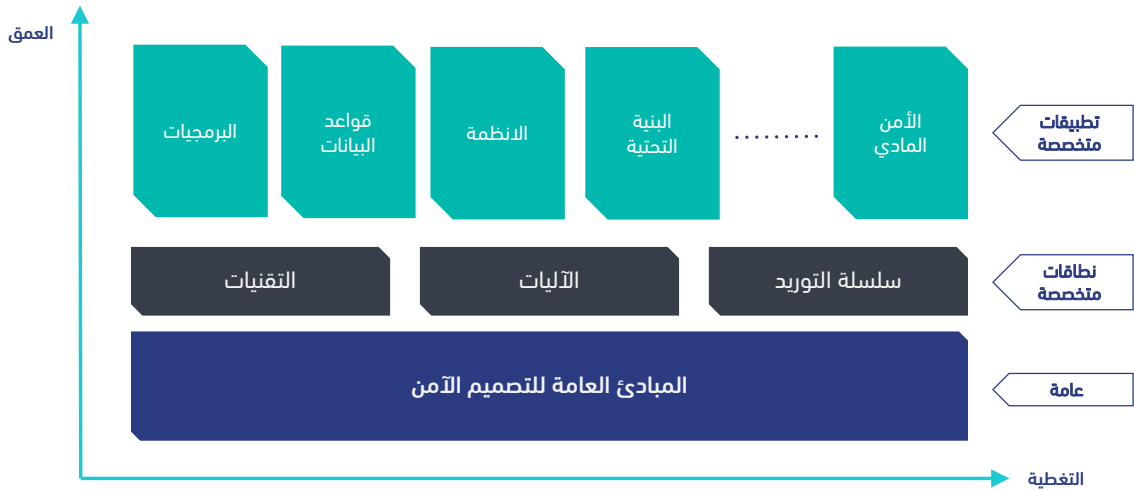 العمق
الأمن
المادي
.........
البنية
التحتية
الانظمة
قواعد
البيانات
البرمجيات
تطبيقات
متخصصة
سلسلة التوريد
الآليات
التقنيات
نطاقات
متخصصة
المبادئ العامة للتصميم الآمن
عامة
التغطية